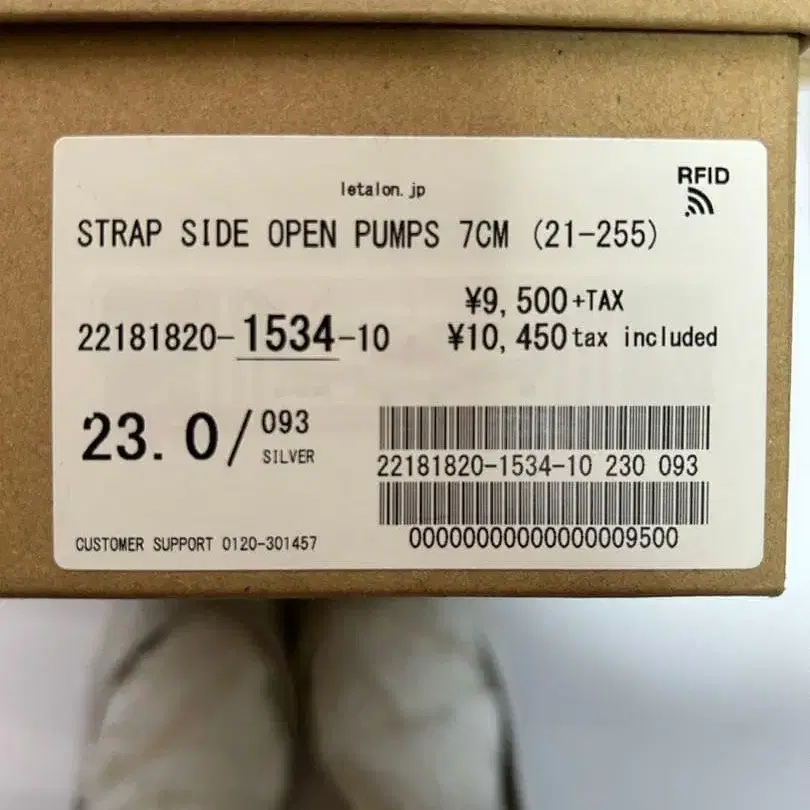 letalon.jp
RFID
STRAP SIDE OPEN PUMPS 7CM (21-255)
¥9,500+TAX
22181820-1534-10
¥10,450 tax included
23.0/093
SILVER
22181820-1534-10 230 093
00000000000000009500
CUSTOMER SUPPORT 0120-301457